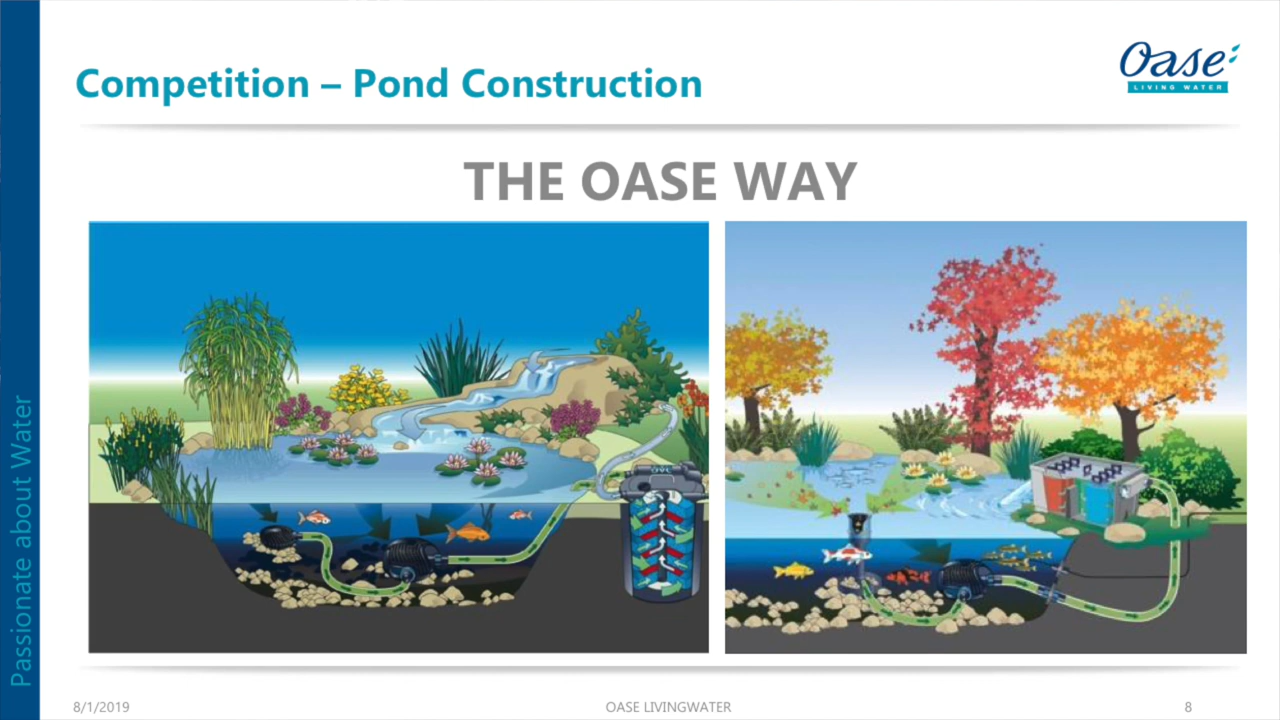 Competition – Pond Construction
Oase
LIVING WATER
THE OASE WAY
Passionate about Water
8/1/2019
OASE LIVINGWATER
8